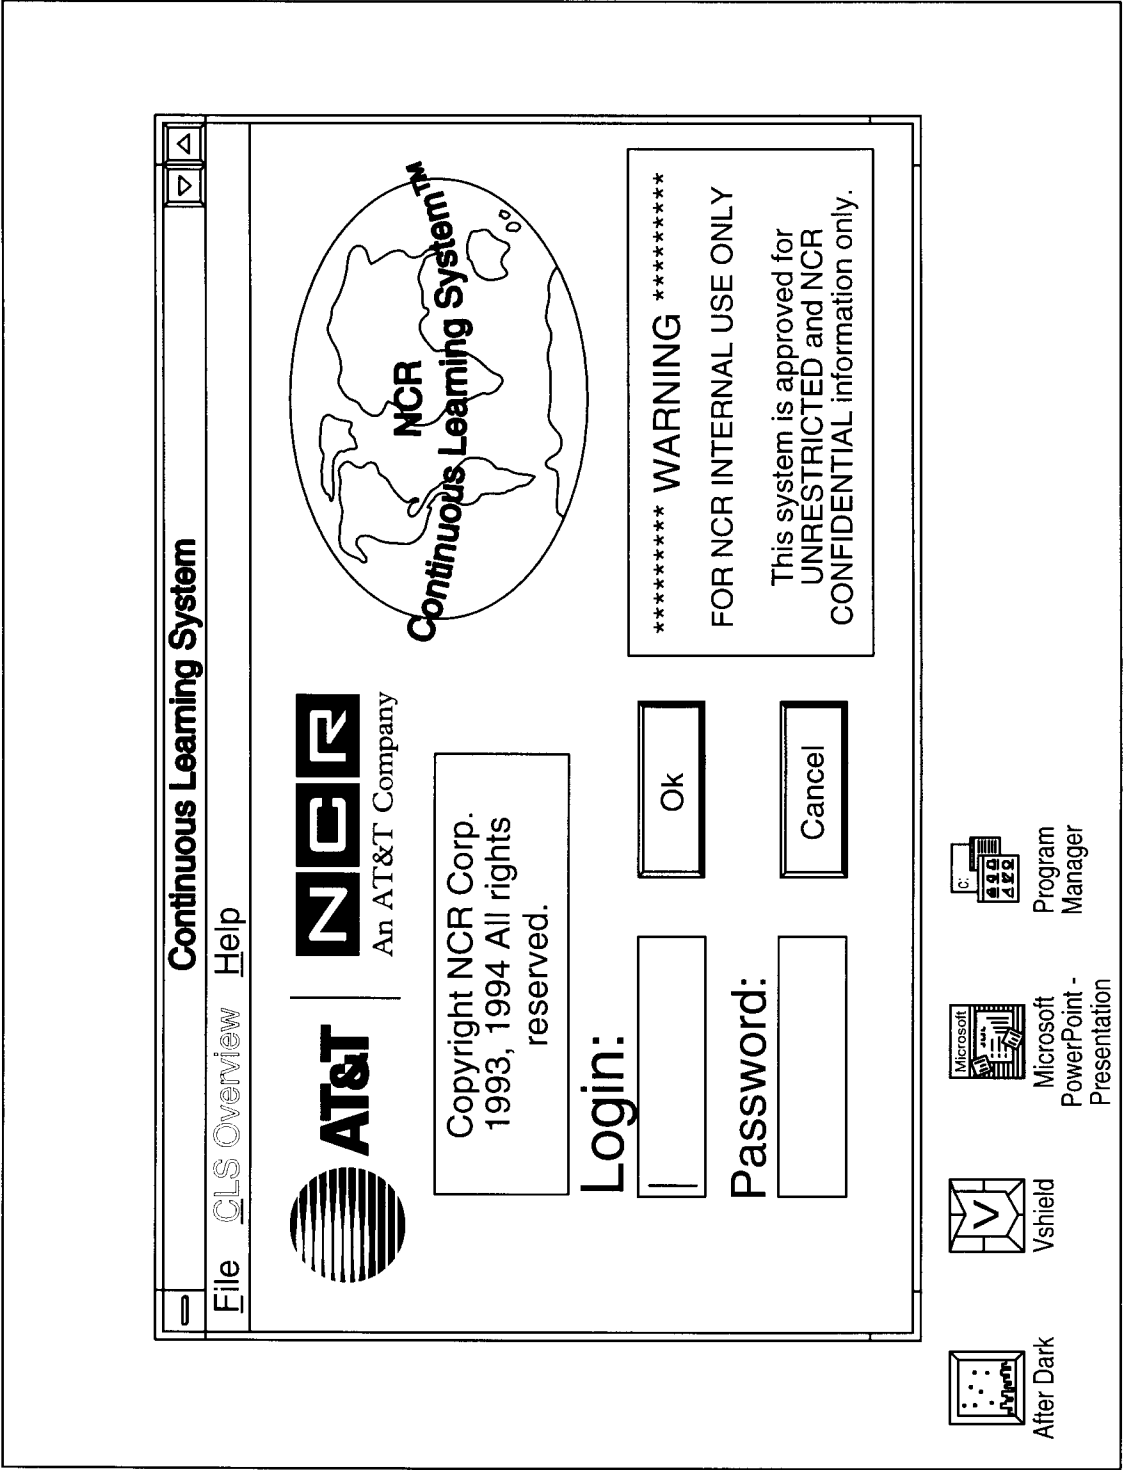 Continuous Learning System
File CLS Overview Help
AT&T
NCR
An AT&T Company
NCR
Continuous Learning System™
Copyright NCR Corp.
1993, 1994 All rights
reserved.
Login:
Ok
Password:
Cancel
********* WARNING *********
FOR NCR INTERNAL USE ONLY
This system is approved for
UNRESTRICTED and NCR
CONFIDENTIAL information only.
After Dark
V
Vshield
Microsoft
Microsoft
PowerPoint -
Presentation
c:
Program
Manager